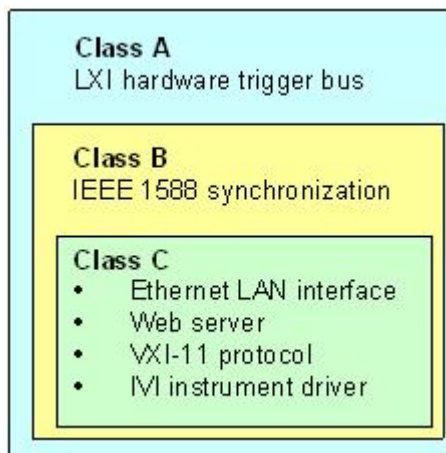 Class A
LXI hardware trigger bus
Class B
IEEE 1588 synchronization
Class C
• Ethernet LAN interface
• Web server
• VXI-11 protocol
• IVI instrument driver